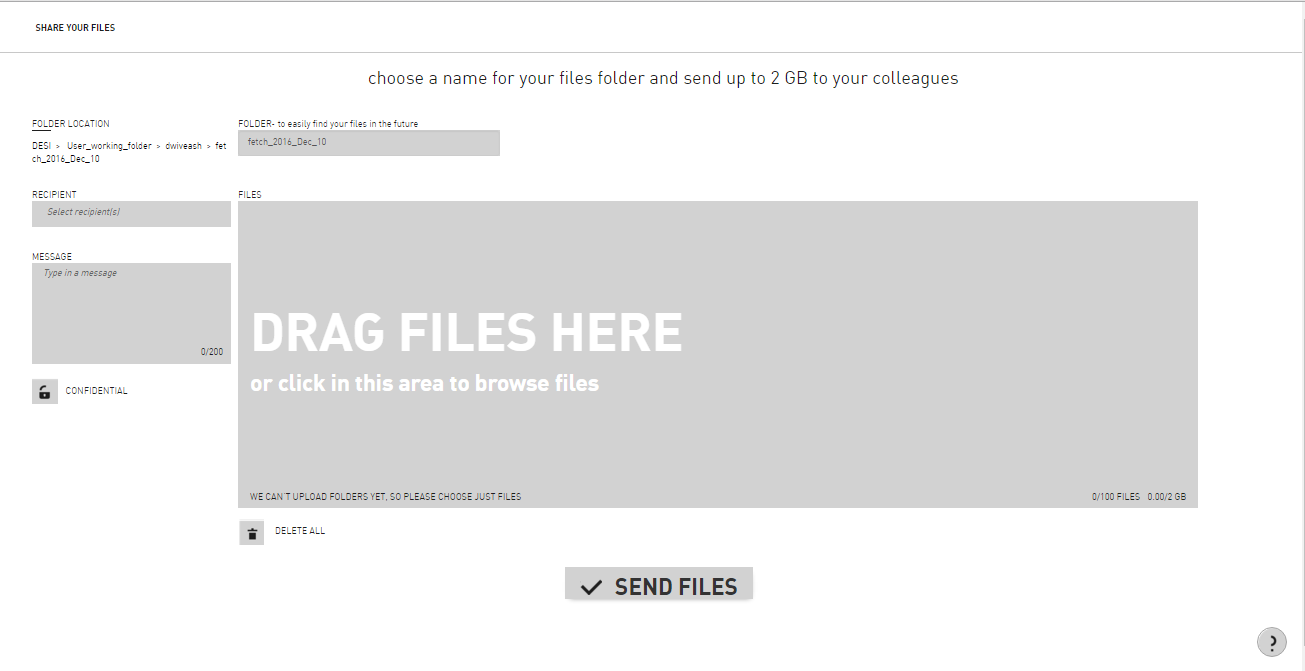 SHARE YOUR FILES
choose a name for your files folder and send up to 2 GB to your colleagues
FOLDER LOCATION
DESI > User_working_folder > dwiveash > fet
ch_2016_Dec_10
FOLDER- to easily find your files in the future
fetch_2016_Dec_10
RECIPIENT
Select recipient(s)
MESSAGE
Type in a message
0/200
CONFIDENTIAL
FILES
DRAG FILES HERE
or click in this area to browse files
WE CAN'T UPLOAD FOLDERS YET, SO PLEASE CHOOSE JUST FILES
0/100 FILES 0.00/2 GB
DELETE ALL
SEND FILES
?